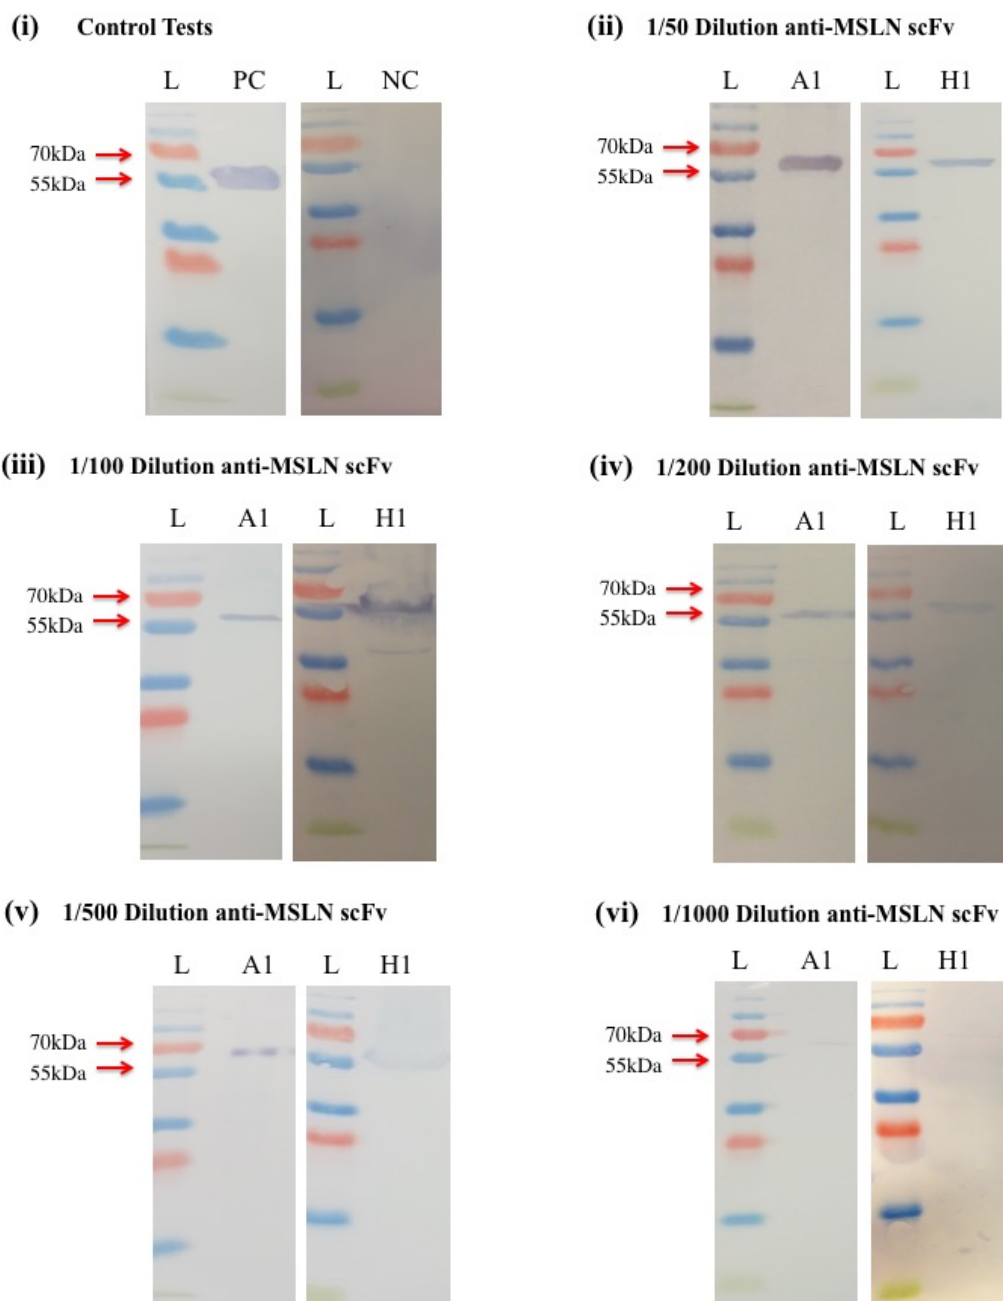 (i) Control Tests
L PC L NC
70kDa
55kDa
(ii) 1/50 Dilution anti-MSLN scFv
L A1 L H1
70kDa
55kDa
(iii) 1/100 Dilution anti-MSLN scFv
L A1 L H1
70kDa
55kDa
(iv) 1/200 Dilution anti-MSLN scFv
L A1 L H1
70kDa
55kDa
(v) 1/500 Dilution anti-MSLN scFv
L A1 L H1
70kDa
55kDa
(vi) 1/1000 Dilution anti-MSLN scFv
L A1 L H1
70kDa
55kDa